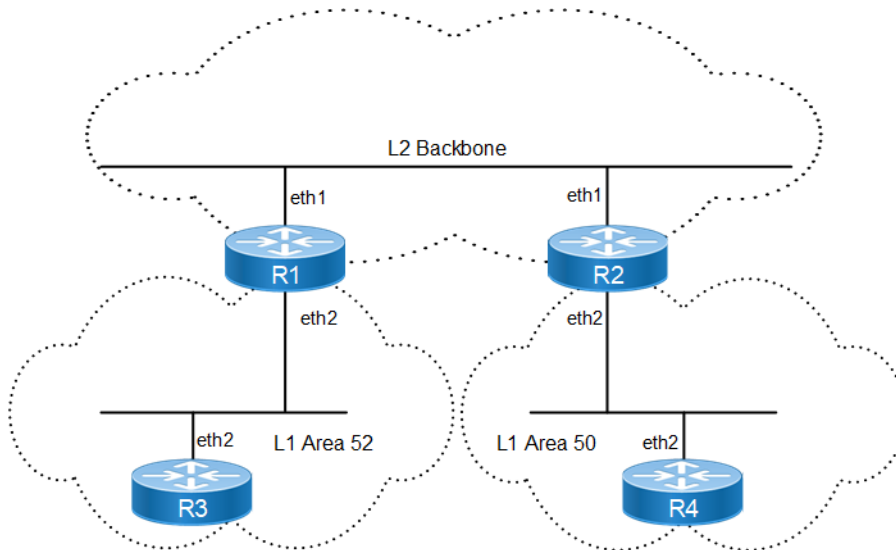 L2 Backbone
eth1
eth1
R1
R2
eth2
eth2
eth2
L1 Area 52
L1 Area 50
eth2
R3
R4